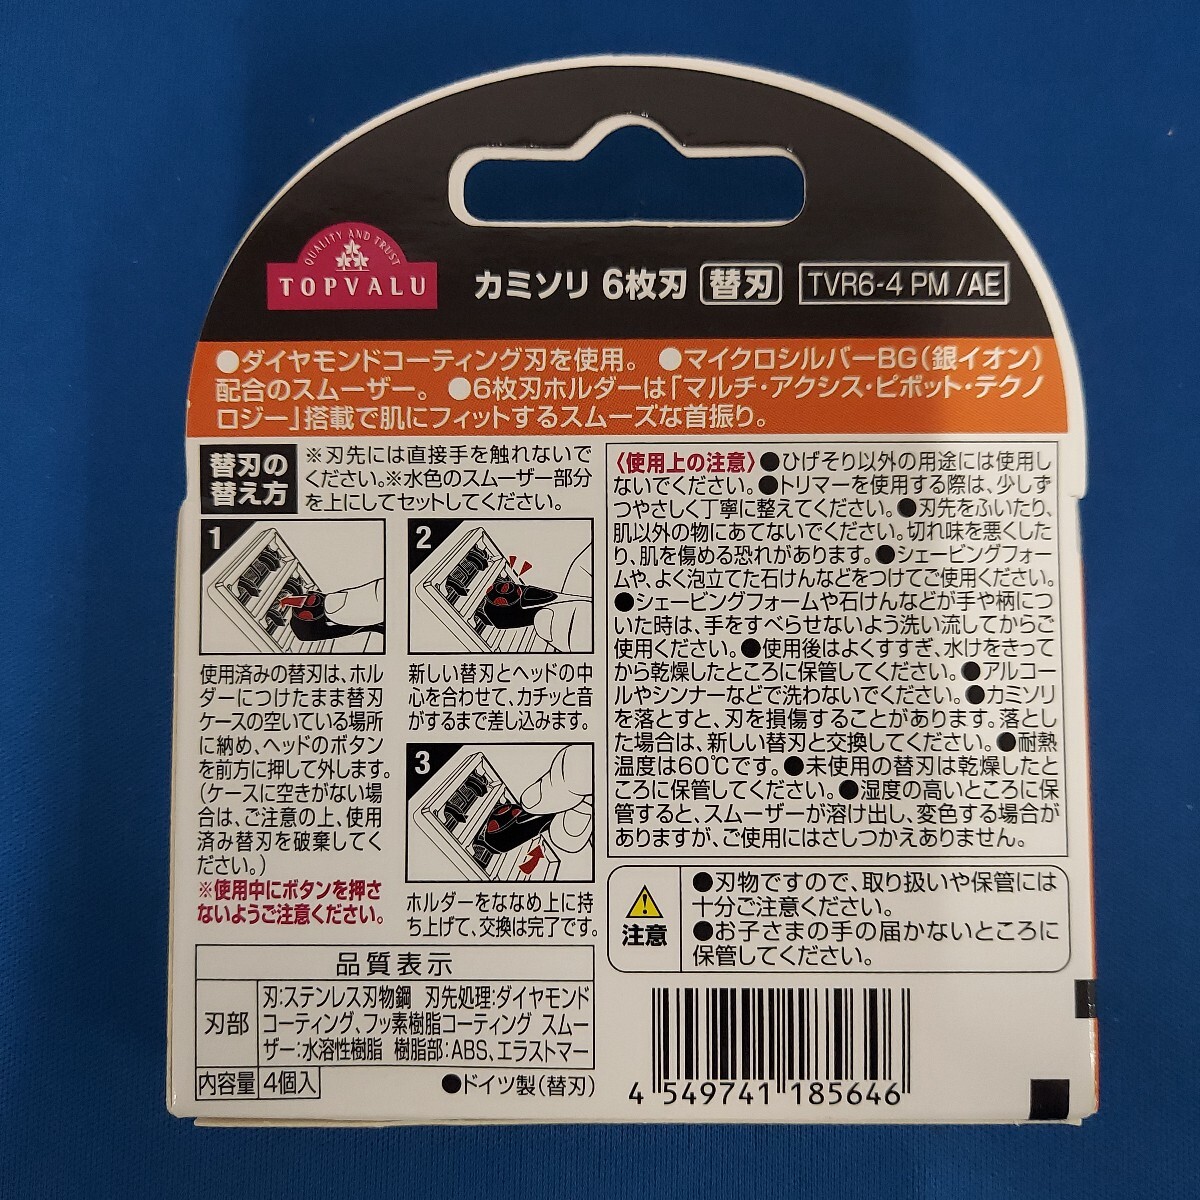 QUALITY AND TRUST
TOPVALU
カミソリ 6枚刃 替刃 TVR6-4 PM /AE
●ダイヤモンドコーティング刃を使用。 ●マイクロシルバーBG(銀イオン)
配合のスムーザー。 ●6枚刃ホルダーは「マルチ・アクシス・ピボット・テクノ
ロジー」搭載で肌にフィットするスムーズな首振り。
替刃の
替え方
※刃先には直接手を触れないで
ください。※水色のスムーザー部分
を上にしてセットしてください。
1
使用済みの替刃は、ホル
ダーにつけたまま替刃
ケースの空いている場所
に納め、ヘッドのボタン
を前方に押して外します。
(ケースに空きがない場
合は、ご注意の上、使用
済み替刃を破棄してく
ださい。)
※使用中にボタンを押さ
ないようご注意ください。
2
新しい替刃とヘッドの中
心を合わせて、カチッと音
がするまで差し込みます。
3
ホルダーをななめ上に持
ち上げて、交換は完了です。
〈使用上の注意〉●ひげそり以外の用途には使用し
ないでください。●トリマーを使用する際は、少しず
つやさしく丁寧に整えてください。●刃先をふいたり、
肌以外の物にあてないでください。切れ味を悪くした
り、肌を傷める恐れがあります。●シェービングフォー
ムや、よく泡立てた石けんなどをつけてご使用ください。
●シェービングフォームや石けんなどが手や柄につ
いた時は、手をすべらせないよう洗い流してからご
使用ください。●使用後はよくすすぎ、水けをきって
から乾燥したところに保管してください。●アルコー
ルやシンナーなどで洗わないでください。●カミソリ
を落とすと、刃を損傷することがあります。落とし
た場合は、新しい替刃と交換してください。●耐熱
温度は60℃です。●未使用の替刃は乾燥したとこ
ろに保管してください。●湿度の高いところに保
管すると、スムーザーが溶け出し、変色する場合が
ありますが、ご使用にはさしつかえありません。
注意
●刃物ですので、取り扱いや保管には
十分ご注意ください。
●お子さまの手の届かないところに
保管してください。
品質表示
刃部
刃:ステンレス刃物鋼 刃先処理:ダイヤモンド
コーティング、フッ素樹脂コーティング スムー
ザー:水溶性樹脂 樹脂部:ABS、エラストマー
内容量 4個入
●ドイツ製(替刃)
4 549741 185646